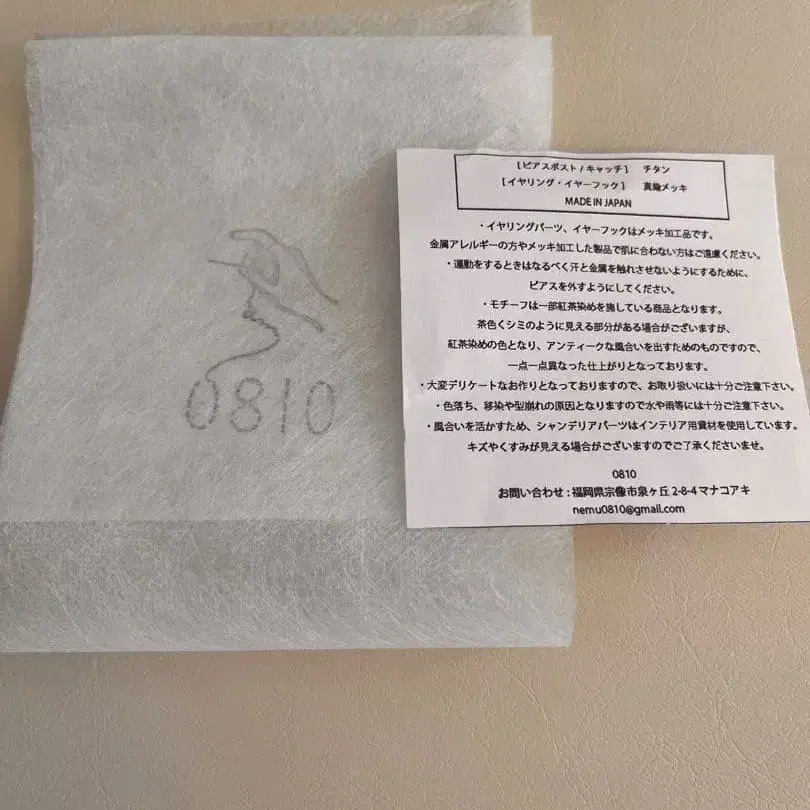 0810
[ピアスポスト / キャッチ] チタン
[イヤリング・イヤーフック] 真鍮メッキ
MADE IN JAPAN
・イヤリングパーツ、イヤーフックはメッキ加工品です。
金属アレルギーの方やメッキ加工した製品で肌に合わない方はご遠慮ください。
・運動をするときはなるべく汗と金属を触れさせないようにするために、
ピアスを外すようにしてください。
・モチーフは一部紅茶染めを施している商品となります。
茶色くシミのように見える部分がある場合がございますが、
紅茶染めの色となり、アンティークな風合いを出すためのものですので、
一点一点異なった仕上がりとなっております。
・大変デリケートなお作りとなっておりますので、お取り扱いには十分ご注意下さい。
・色落ち、移染や型崩れの原因となりますので水や雨等には十分ご注意下さい。
・風合いを活かすため、シャンデリアパーツはインテリア用資材を使用しています。
キズやくすみが見える場合がございますのでご了承くださいませ。
0810
お問い合わせ : 福岡県宗像市泉ヶ丘 2-8-4 マナコアキ
nemu0810@gmail.com